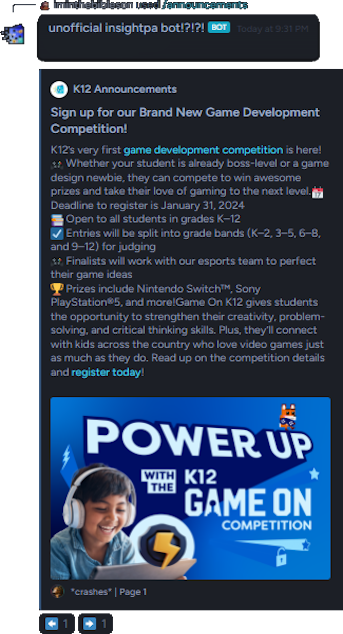 used /announcements
unofficial insightpa bot!?!?! BOT Today at 9:31 PM
K12 Announcements
Sign up for our Brand New Game Development
Competition!
K12's very first game development competition is here!
Whether your student is already boss-level or a game
design newbie, they can compete to win awesome
prizes and take their love of gaming to the next level.📅
Deadline to register is January 31, 2024
📚 Open to all students in grades K–12
☑️ Entries will be split into grade bands (K–2, 3–5, 6–8,
and 9–12) for judging
Finalists will work with our esports team to perfect
their game ideas
🏆Prizes include Nintendo Switch™, Sony
PlayStation®5, and more!Game On K12 gives students
the opportunity to strengthen their creativity, problem-
solving, and critical thinking skills. Plus, they'll connect
with kids across the country who love video games just
as much as they do. Read up on the competition details
and register today!
POWER UP
WITH THE K12
GAME ON
COMPETITION
*crashes* | Page 1
⬅️ 1 ➡️ 1